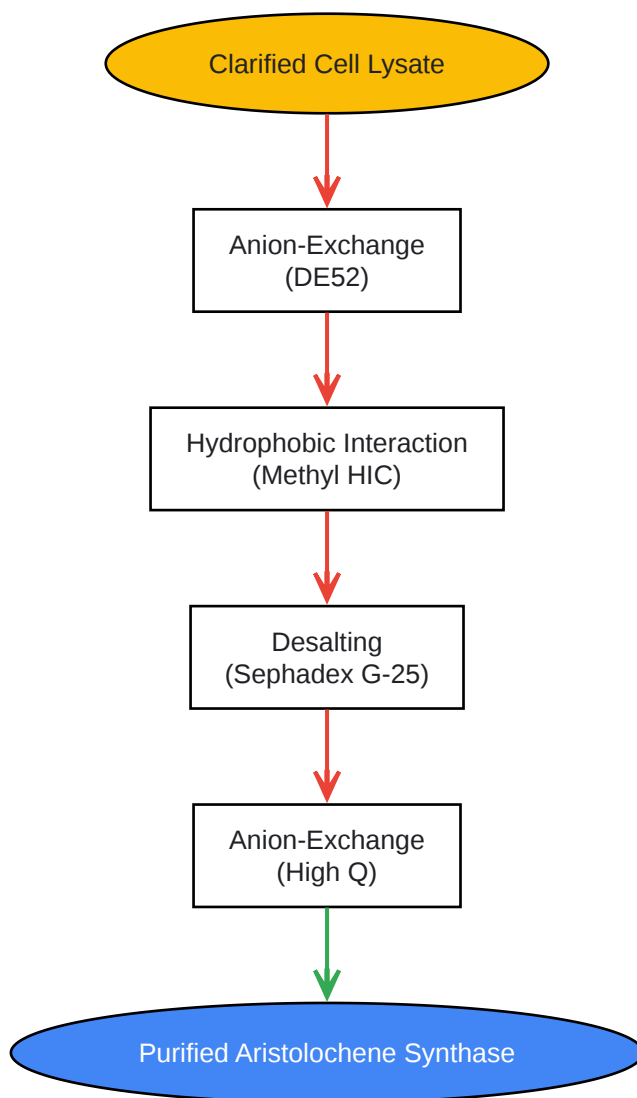 Clarified Cell Lysate
Anion-Exchange
(DE52)
Hydrophobic Interaction
(Methyl HIC)
Desalting
(Sephadex G-25)
Anion-Exchange
(High Q)
Purified Aristolochene Synthase